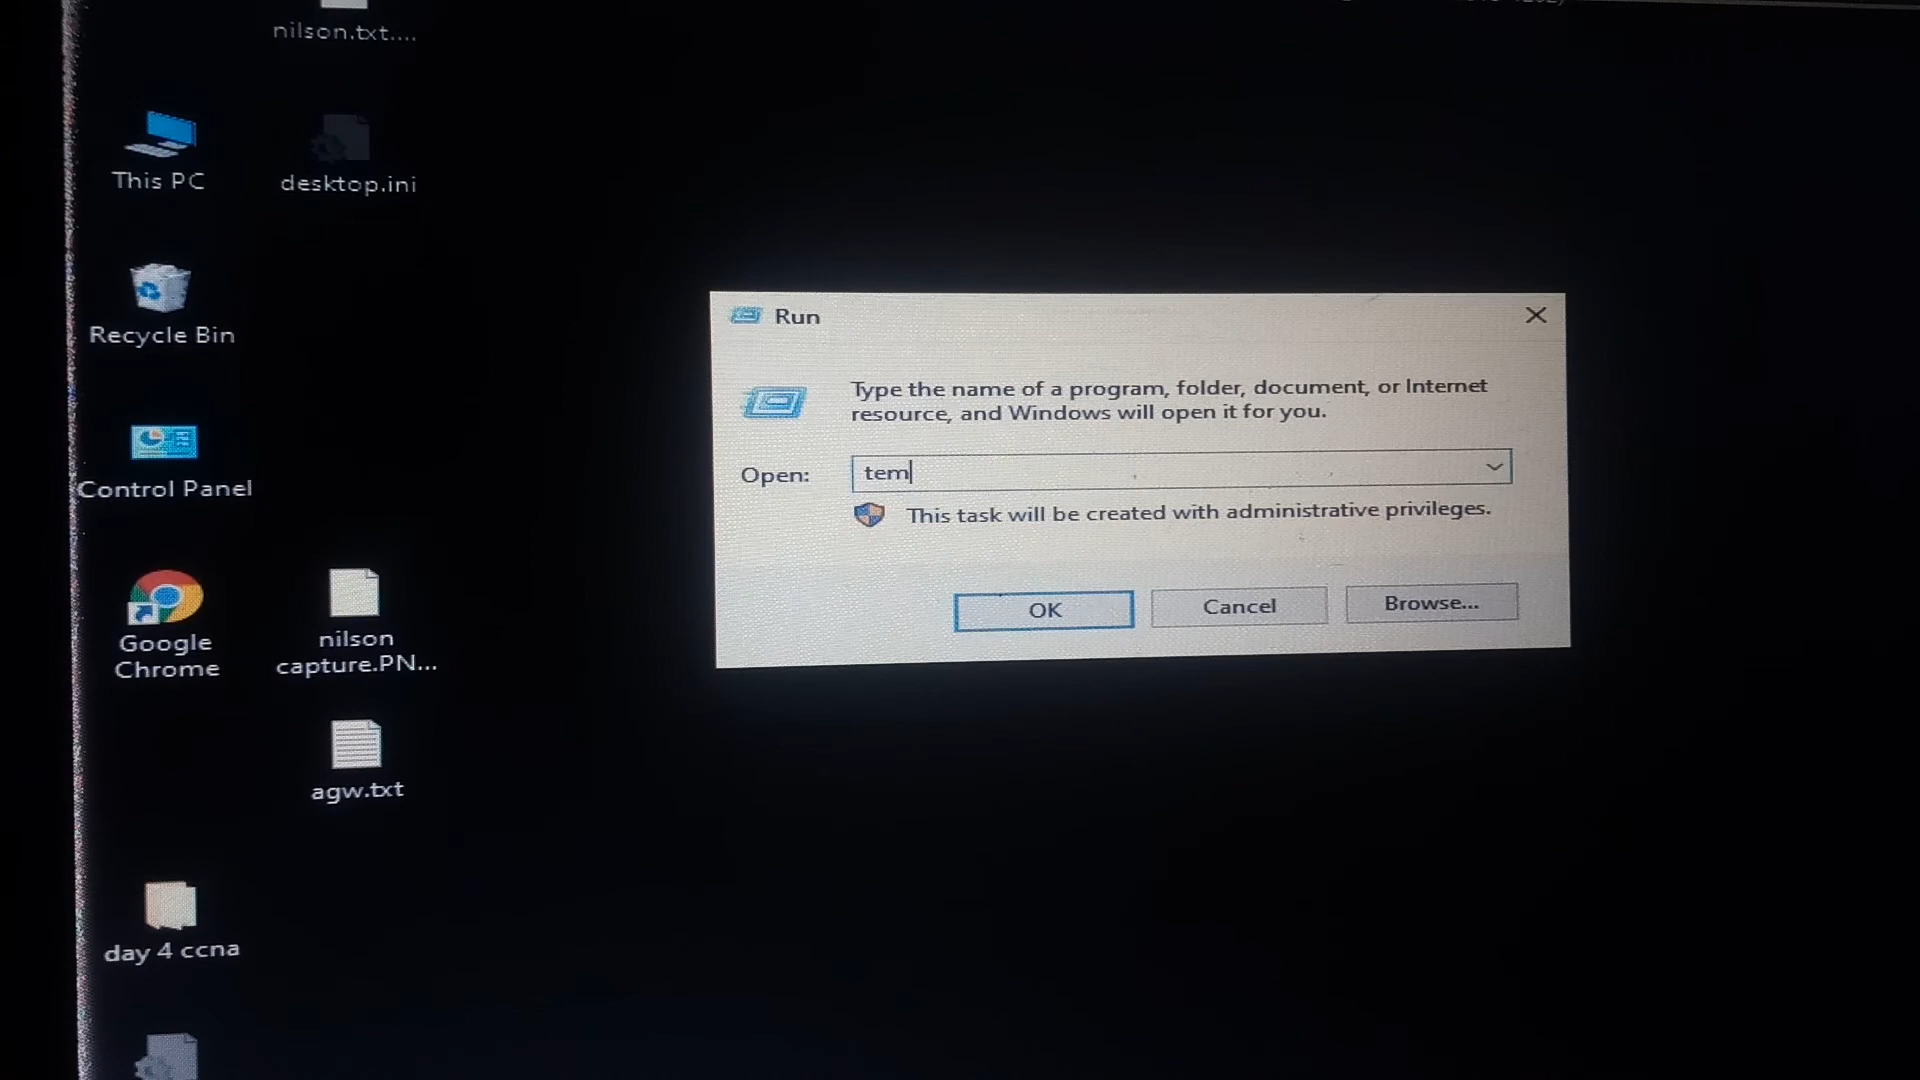 nilson.txt....
This PC
desktop.ini
Recycle Bin
Control Panel
Google
Chrome
nilson
capture.PN...
agw.txt
day 4 ccna
Run
Type the name of a program, folder, document, or Internet
resource, and Windows will open it for you.
Open:
tem
This task will be created with administrative privileges.
OK
Cancel
Browse...